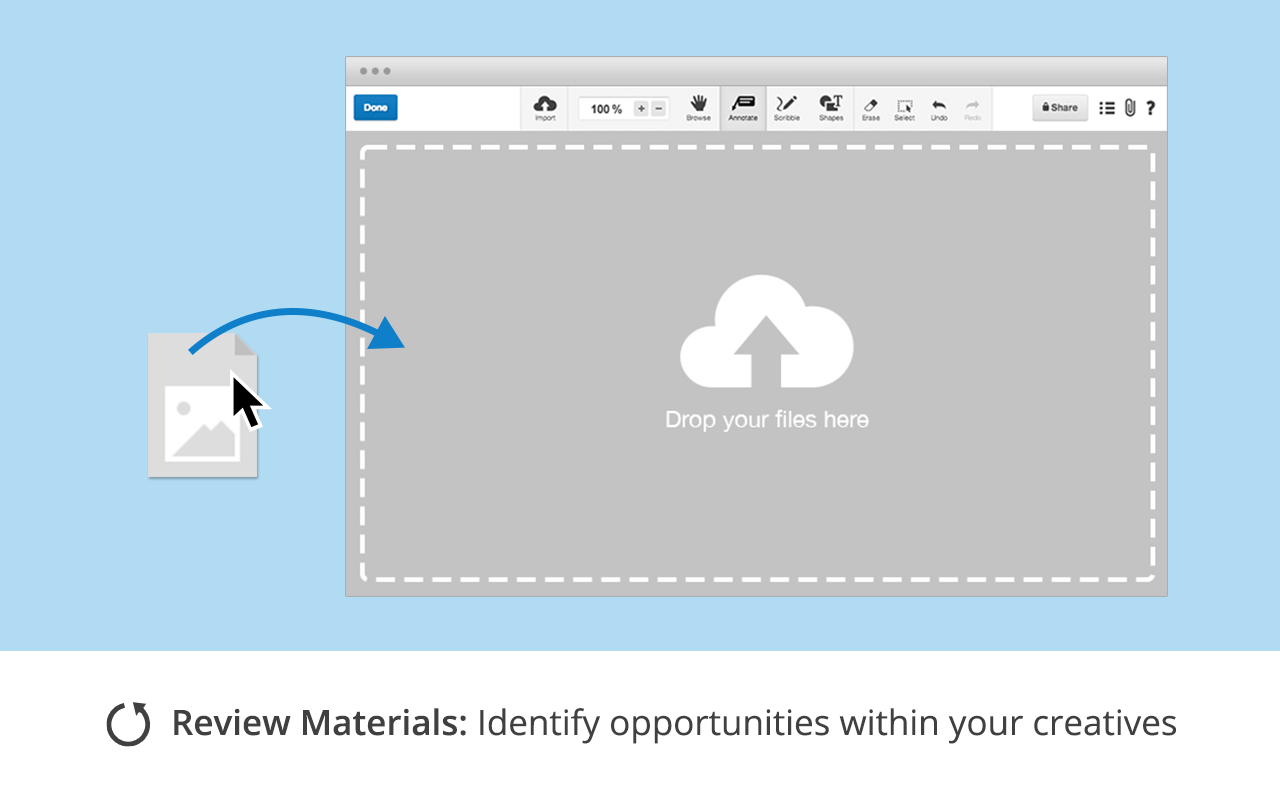 Done
Import
100 %
Browse
Annotate
Scribble
Shapes
Erase
Select
Undo
Redo
Share
Drop your files here
Review Materials: Identify opportunities within your creatives